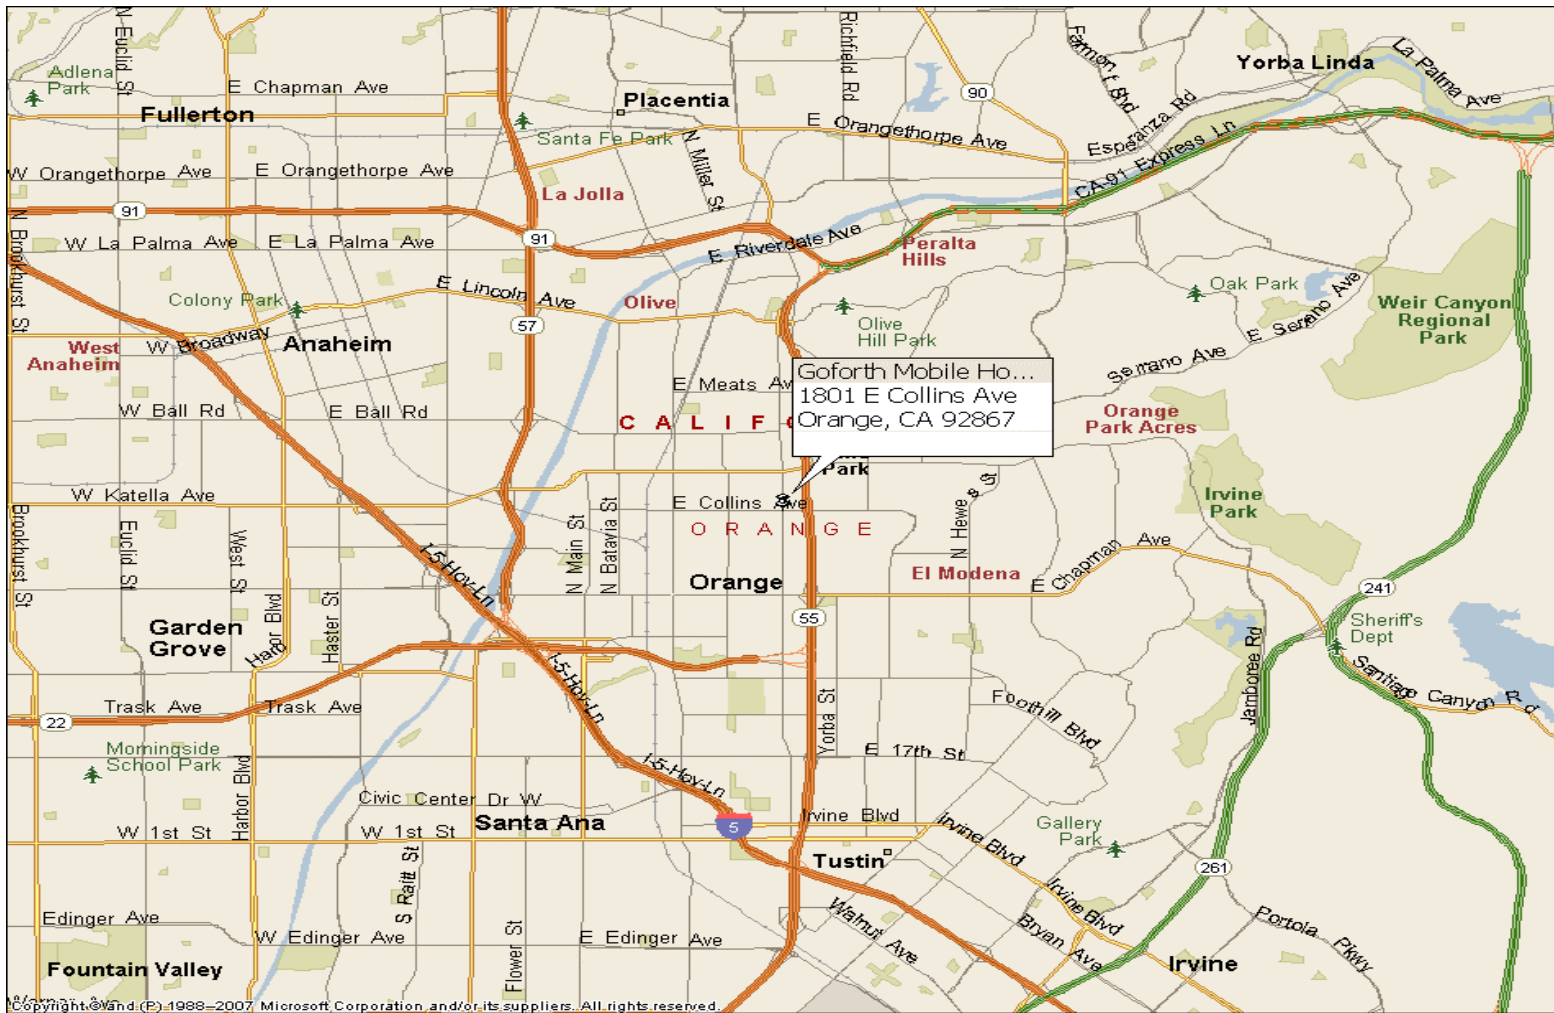 N Euclid St
Adlena
Park
E Chapman Ave
Fullerton
Placentia
Richfield Rd
90
Yorba Linda
La Palma Ave
Santa Fe Park
E Orangethorpe Ave
Esperanza Rd
CA-91 Express Ln
W Orangethorpe Ave
E Orangethorpe Ave
N Miller St
La Jolla
91
91
N Brookhurst St
W La Palma Ave
E La Palma Ave
E Riverdale Ave
Peralta
Hills
Colony Park
E Lincoln Ave
Olive
Oak Park
E Serrano Ave
Weir Canyon
Regional
Park
57
Olive
Hill Park
West
Anaheim
W Broadway
Anaheim
Serrano Ave
Goforth Mobile Ho...
1801 E Collins Ave
Orange, CA 92867
E Meats Av
W Ball Rd
E Ball Rd
C A L I F
Orange
Park Acres
Park
W Katella Ave
E Collins Ave
N Hewes St
Irvine
Park
O R A N G E
Brookhurst St
Euclid St
West St
I-5-Hov-Ln
N Main St
N Batavia St
Orange
El Modena
E Chapman Ave
241
Harbor Blvd
Haster St
Garden
Grove
55
Sheriff's
Dept
I-5-Hov-Ln
Jamboree Rd
Santiago Canyon Rd
22
Trask Ave
Trask Ave
Yorba St
Foothill Blvd
Morningside
School Park
E 17th St
Harbor Blvd
I-5-Hov-Ln
Civic Center Dr W
Santa Ana
5
Irvine Blvd
Irvine Blvd
Gallery
Park
W 1st St
W 1st St
Tustin
261
S Raitt St
Irvine Blvd
Edinger Ave
W Edinger Ave
Flower St
E Edinger Ave
Walnut Ave
Bryan Ave
Portola Pkwy
Fountain Valley
Irvine
Copyright © and (P) 1988–2007 Microsoft Corporation and/or its suppliers. All rights reserved.